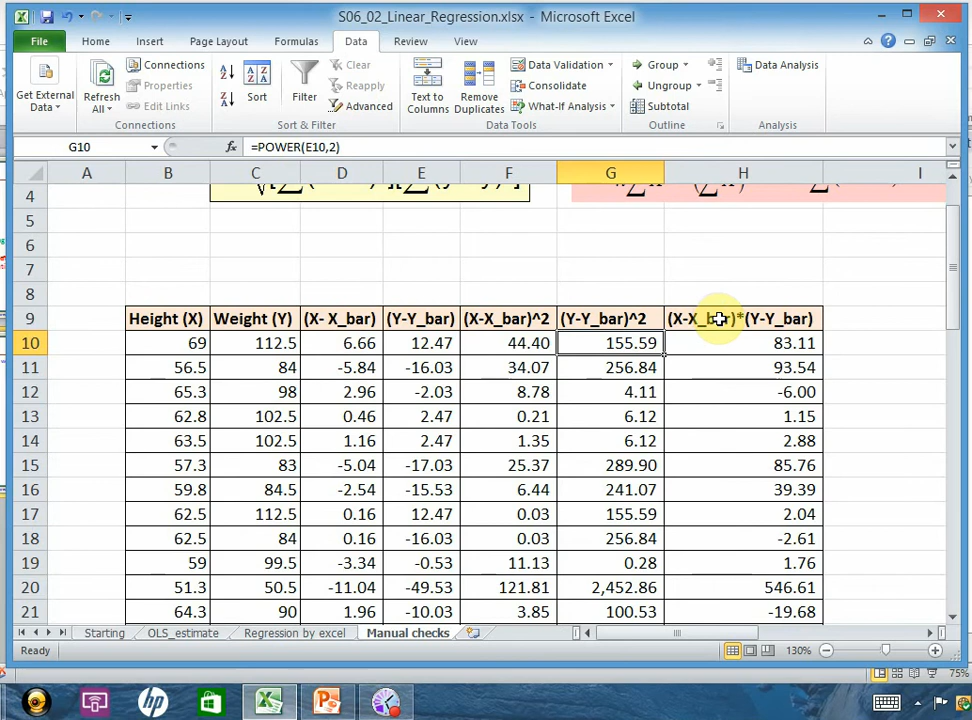 S06_02_Linear_Regression.xlsx - Microsoft Excel
File Home Insert Page Layout Formulas Data Review View
Get External Data
Refresh All
Connections
Properties
Edit Links
Connections
Sort
Filter
Clear
Reapply
Advanced
Sort & Filter
Text to Columns
Remove Duplicates
Data Validation
Consolidate
What-If Analysis
Data Tools
Group
Ungroup
Subtotal
Outline
Data Analysis
Analysis
G10 fx =POWER(E10,2)
A B C D E F G H I
4
5
6
7
8
9 Height (X) Weight (Y) (X- X_bar) (Y-Y_bar) (X-X_bar)^2 (Y-Y_bar)^2 (X-X_bar)*(Y-Y_bar)
10 69 112.5 6.66 12.47 44.40 155.59 83.11
11 56.5 84 -5.84 -16.03 34.07 256.84 93.54
12 65.3 98 2.96 -2.03 8.78 4.11 -6.00
13 62.8 102.5 0.46 2.47 0.21 6.12 1.15
14 63.5 102.5 1.16 2.47 1.35 6.12 2.88
15 57.3 83 -5.04 -17.03 25.37 289.90 85.76
16 59.8 84.5 -2.54 -15.53 6.44 241.07 39.39
17 62.5 112.5 0.16 12.47 0.03 155.59 2.04
18 62.5 84 0.16 -16.03 0.03 256.84 -2.61
19 59 99.5 -3.34 -0.53 11.13 0.28 1.76
20 51.3 50.5 -11.04 -49.53 121.81 2,452.86 546.61
21 64.3 90 1.96 -10.03 3.85 100.53 -19.68
Starting OLS_estimate Regression by excel Manual checks
Ready 130%
75%